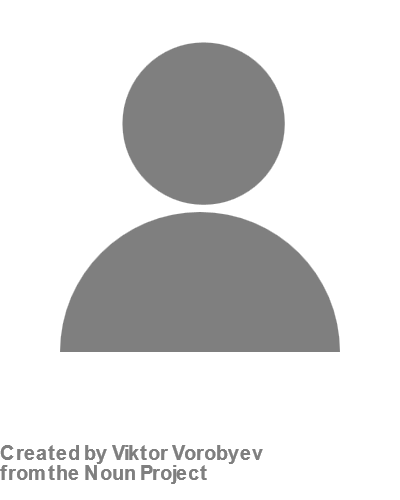 Created by Viktor Vorobyev
from the Noun Project